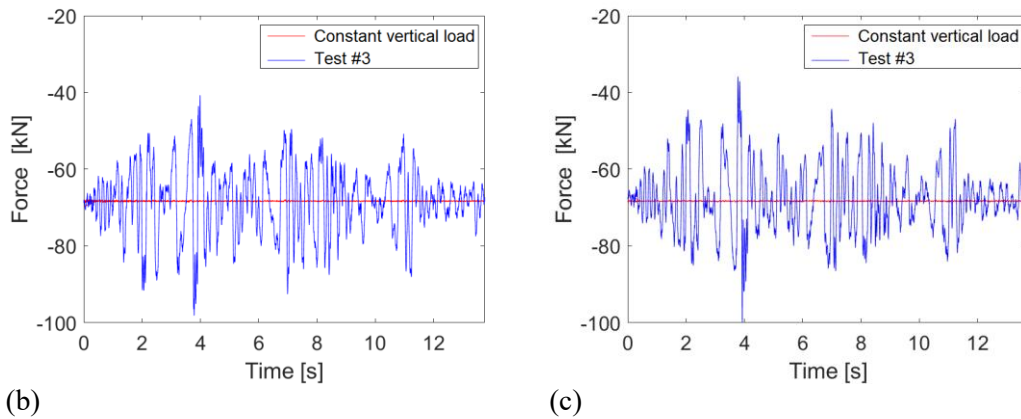 -20
-40
-60
-80
-100
Force [kN]
Constant vertical load
Test #3
0 2 4 6 8 10 12
Time [s]
(b)
-20
-40
-60
-80
-100
Force [kN]
Constant vertical load
Test #3
0 2 4 6 8 10 12
Time [s]
(c)